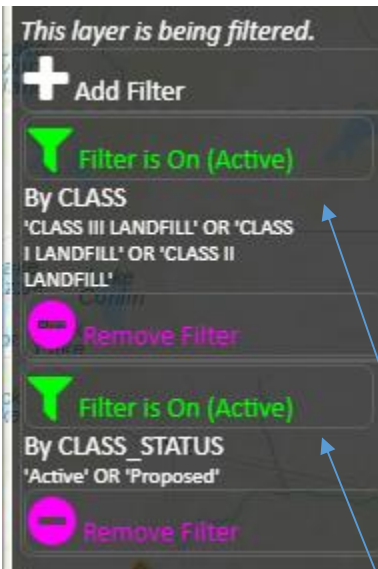 This layer is being filtered.
Add Filter
Filter is On (Active)
By CLASS
'CLASS III LANDFILL' OR 'CLASS
I LANDFILL' OR 'CLASS II
LANDFILL'
Remove Filter
Filter is On (Active)
By CLASS_STATUS
'Active' OR 'Proposed'
Remove Filter